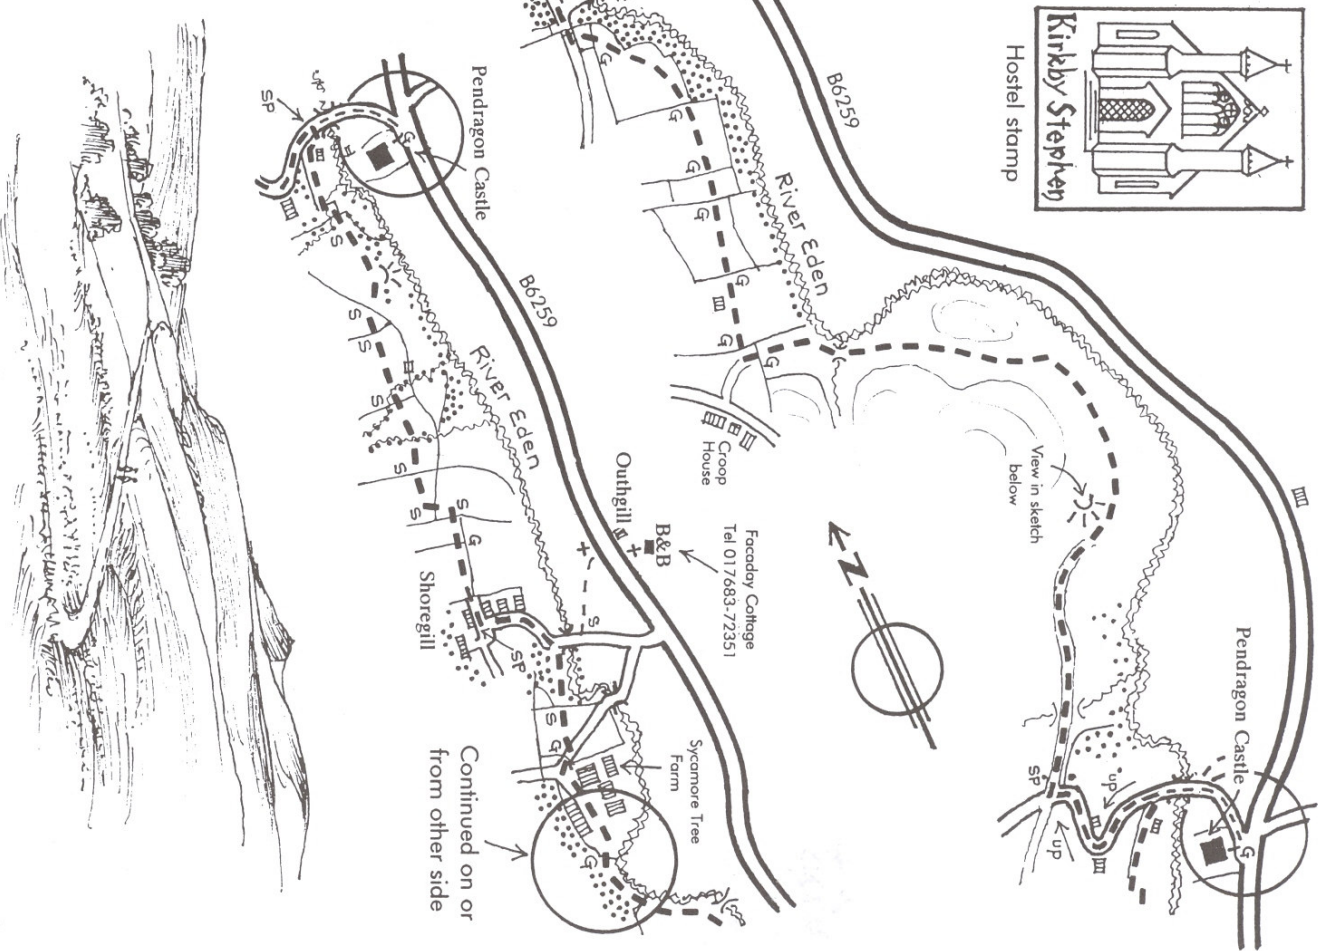 Kirkby Stephen
Hostel stamp
B6259
River Eden
G
G
G
G
G
G
G
Croop
House
View in sketch
below
N
Pendragon Castle
SP
UP
UP
G
Pendragon Castle
SP
G
B6259
River Eden
S
S
S
S
S
S
S
G
Outhgill
B&B
Facaday Cottage
Tel 017683-72351
Shoregill
SP
S
S
G
Sycamore Tree
Farm
G
Continued on or
from other side